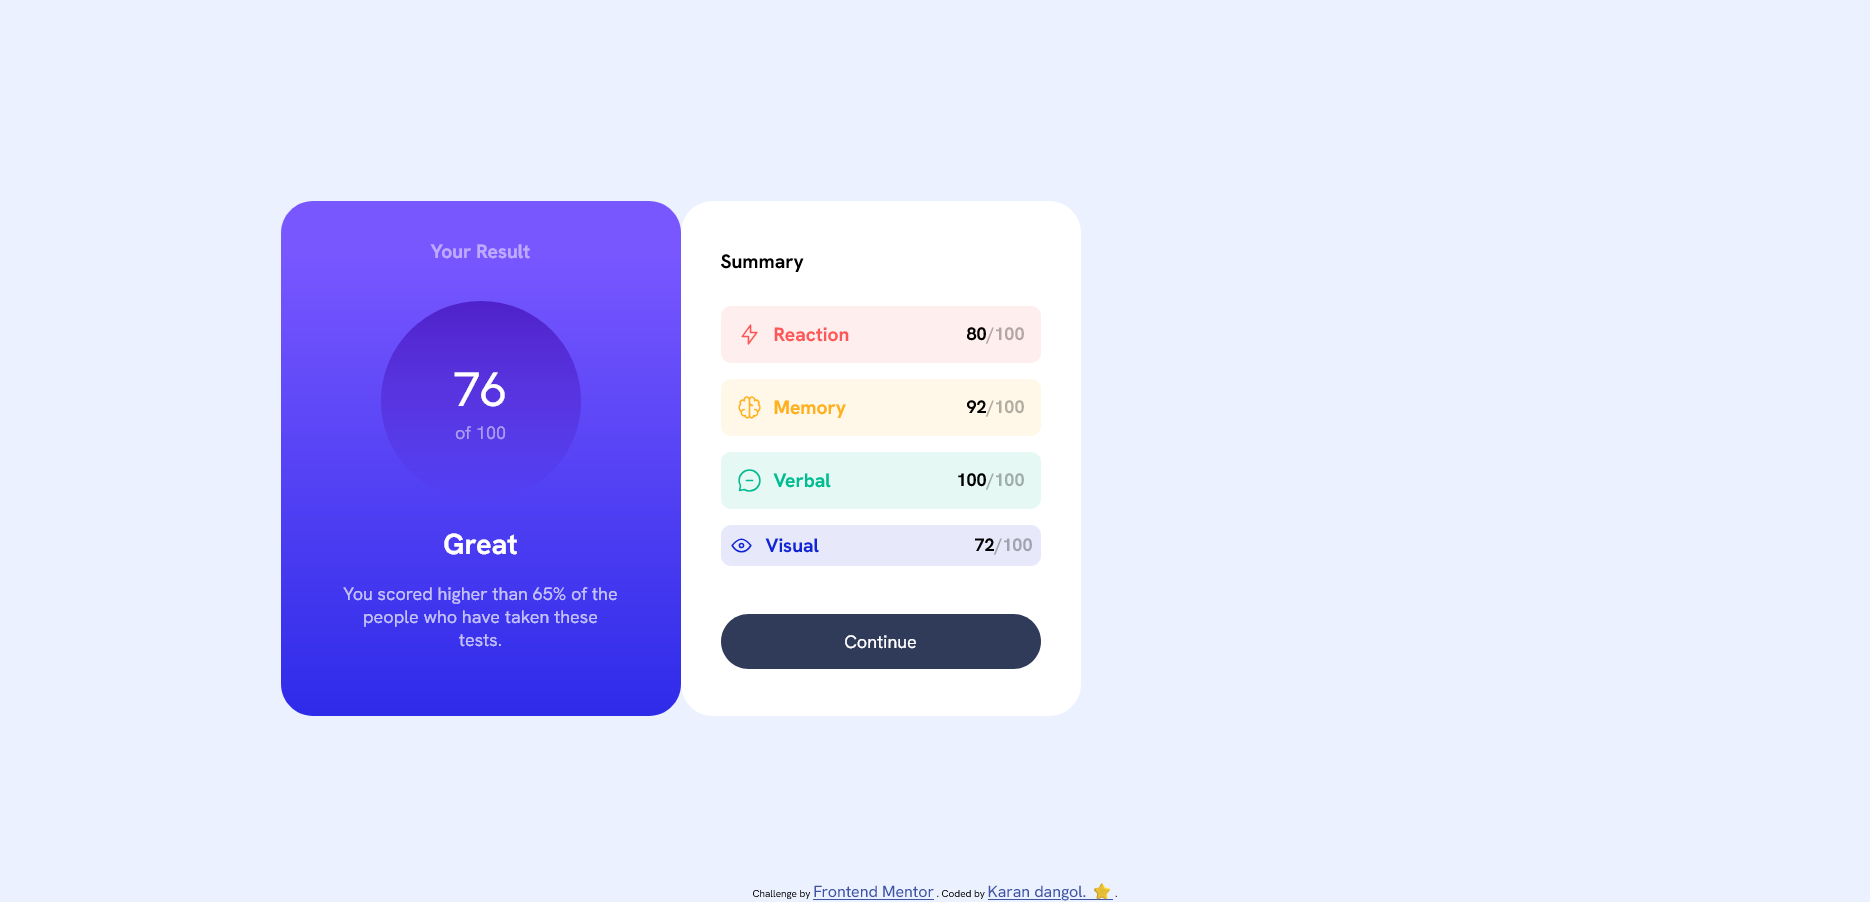 Your Result
76
of 100
Great
You scored higher than 65% of the
people who have taken these
tests.
Summary
Reaction 80/100
Memory 92/100
Verbal 100/100
Visual 72/100
Continue
Challenge by Frontend Mentor. Coded by Karan dangol. ⭐ .